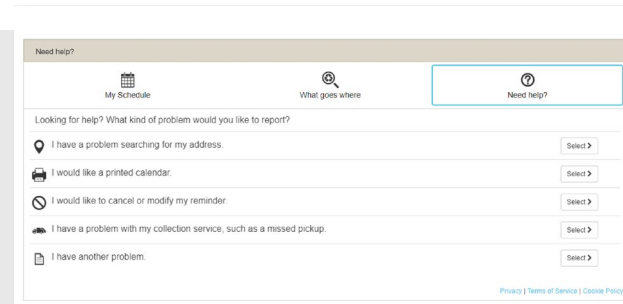 Need help?
My Schedule
What goes where
Need help?
Looking for help? What kind of problem would you like to report?
I have a problem searching for my address.
Select
I would like a printed calendar.
Select
I would like to cancel or modify my reminder.
Select
I have a problem with my collection service, such as a missed pickup.
Select
I have another problem.
Select
Privacy | Terms of Service | Cookie Policy